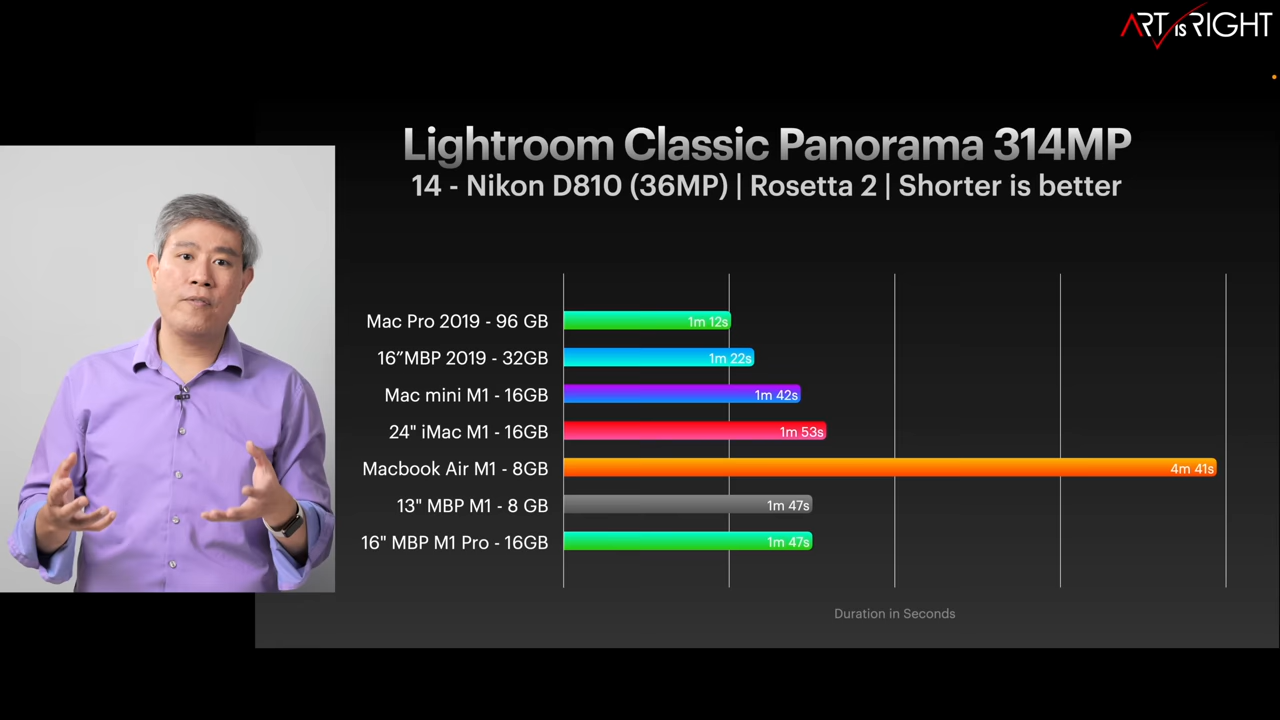 ART iS RIGHT
Lightroom Classic Panorama 314MP
14 - Nikon D810 (36MP) | Rosetta 2 | Shorter is better
Mac Pro 2019 - 96 GB 1m 12s
16″MBP 2019 - 32GB 1m 22s
Mac mini M1 - 16GB 1m 42s
24" iMac M1 - 16GB 1m 53s
Macbook Air M1 - 8GB 4m 41s
13" MBP M1 - 8 GB 1m 47s
16" MBP M1 Pro - 16GB 1m 47s
Duration in Seconds